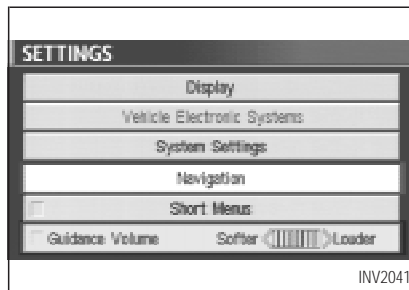 SETTINGS
Display
Vehicle Electronic Systems
System Settings
Navigation
Short Menus
Guidance Volume Softer Louder
INV2041